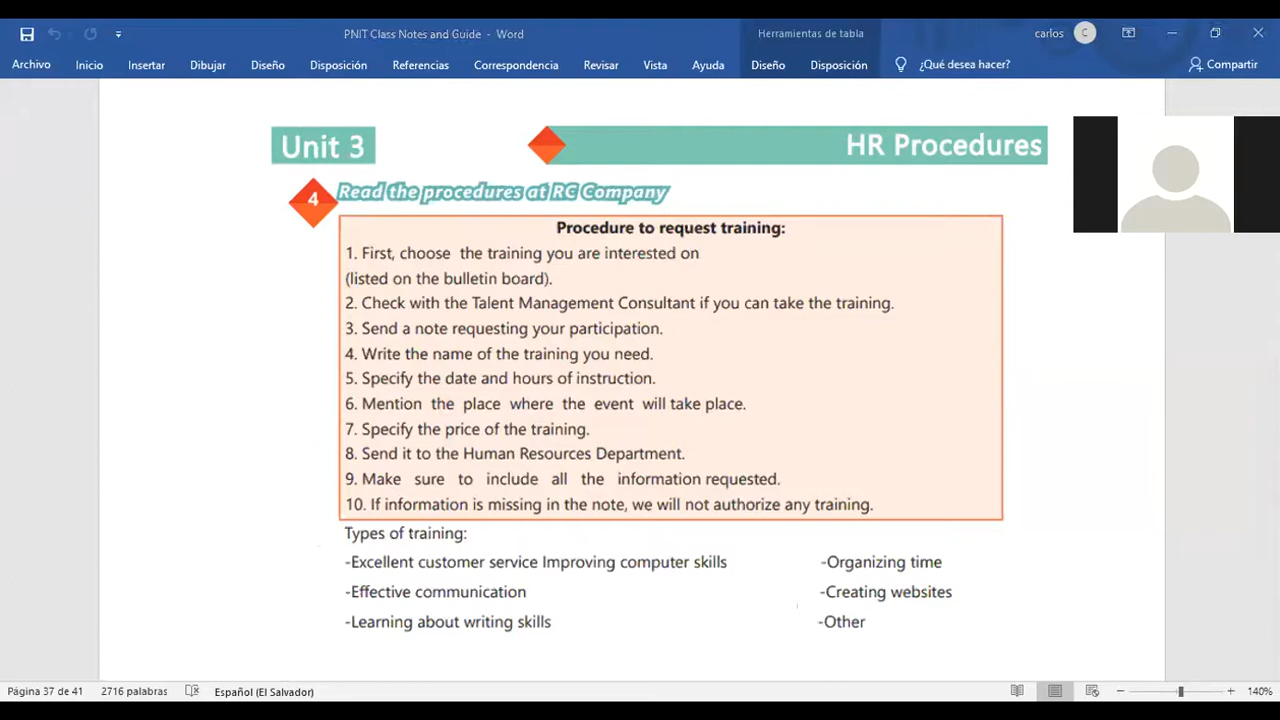 PNIT Class Notes and Guide - Word
Herramientas de tabla
carlos
C
Archivo Inicio Insertar Dibujar Diseño Disposición Referencias Correspondencia Revisar Vista Ayuda Diseño Disposición ¿Qué desea hacer? Compartir
Unit 3
HR Procedures
4
Read the procedures at RC Company
Procedure to request training:
1. First, choose the training you are interested on
(listed on the bulletin board).
2. Check with the Talent Management Consultant if you can take the training.
3. Send a note requesting your participation.
4. Write the name of the training you need.
5. Specify the date and hours of instruction.
6. Mention the place where the event will take place.
7. Specify the price of the training.
8. Send it to the Human Resources Department.
9. Make sure to include all the information requested.
10. If information is missing in the note, we will not authorize any training.
Types of training:
-Excellent customer service Improving computer skills
-Organizing time
-Effective communication
-Creating websites
-Learning about writing skills
-Other
Página 37 de 41 2716 palabras Español (El Salvador) 140%